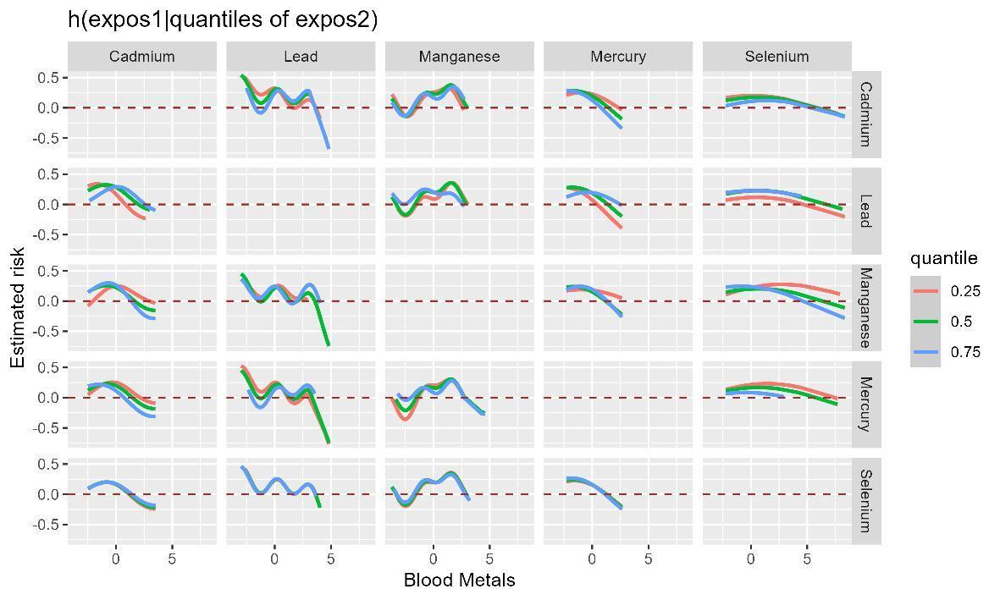 h(expos1|quantiles of expos2)
Cadmium Lead Manganese Mercury Selenium
0.5
0.0
-0.5
Cadmium
0.5
0.0
-0.5
Lead
0.5
0.0
-0.5
Manganese
0.5
0.0
-0.5
Mercury
0.5
0.0
-0.5
Selenium
0 5 0 5 0 5 0 5 0 5
Blood Metals
Estimated risk
quantile
0.25
0.5
0.75